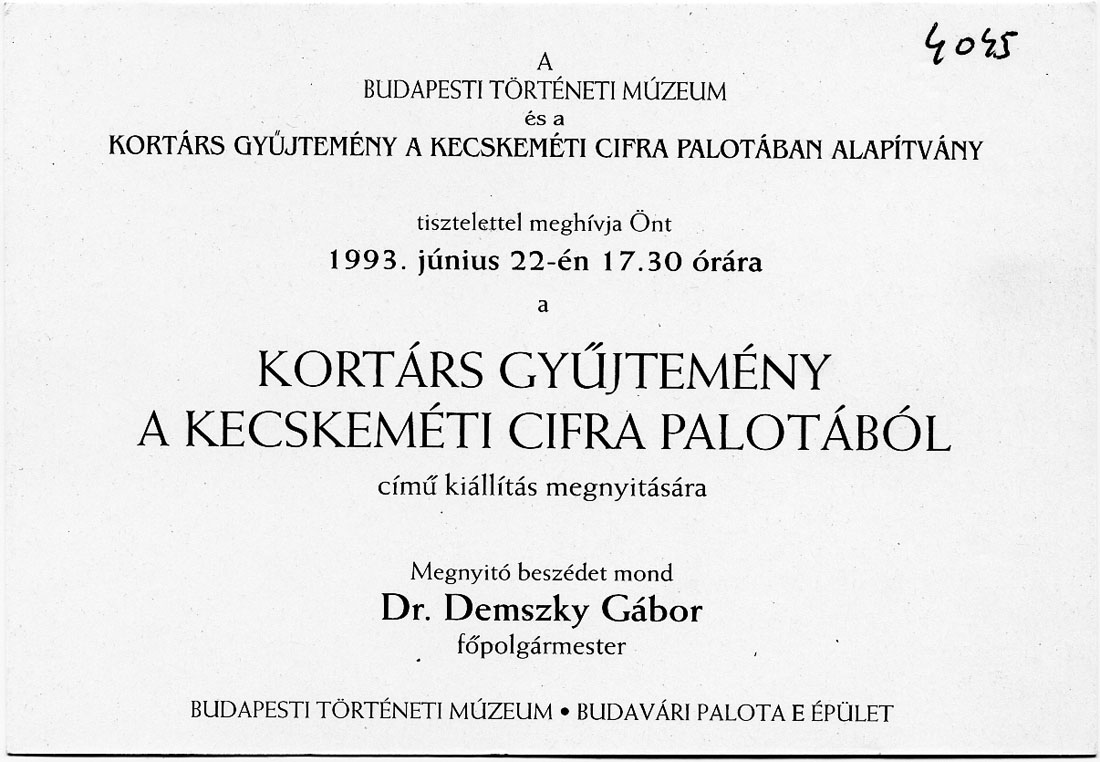 4045
A
BUDAPESTI TÖRTÉNETI MÚZEUM
és a
KORTÁRS GYŰJTEMÉNY A KECSKEMÉTI CIFRA PALOTÁBAN ALAPÍTVÁNY
tisztelettel meghívja Önt
1993. június 22-én 17.30 órára
a
KORTÁRS GYŰJTEMÉNY
A KECSKEMÉTI CIFRA PALOTÁBÓL
című kiállítás megnyitására
Megnyitó beszédet mond
Dr. Demszky Gábor
főpolgármester
BUDAPESTI TÖRTÉNETI MÚZEUM • BUDAVÁRI PALOTA E ÉPÜLET